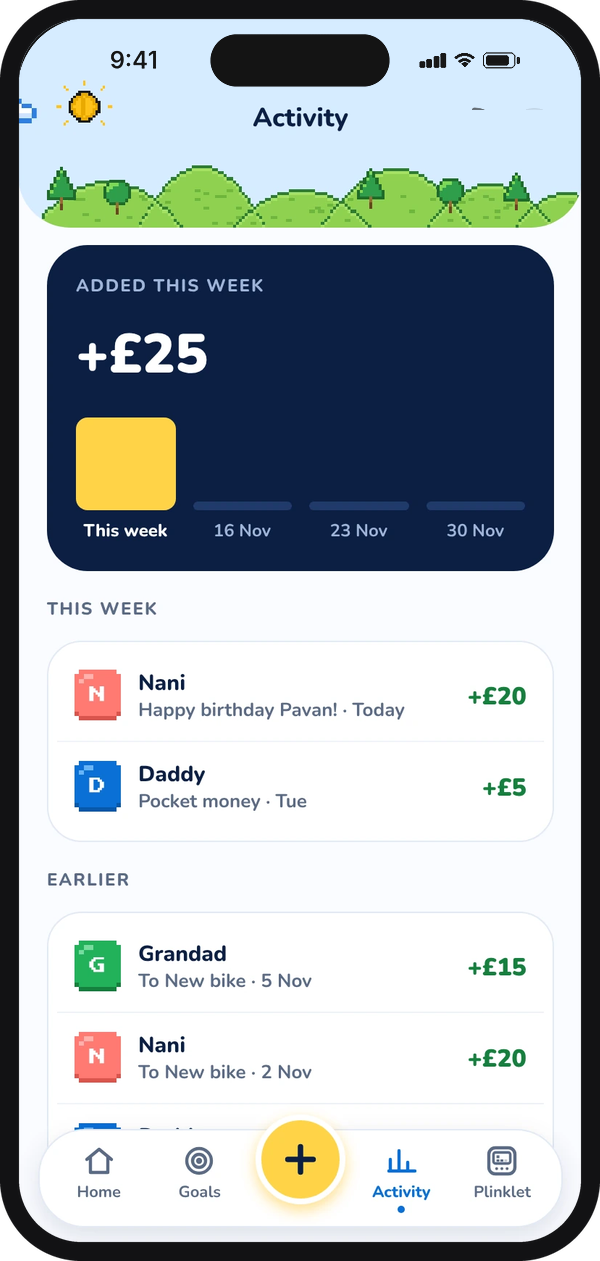 9:41
Activity
ADDED THIS WEEK
+£25
This week 16 Nov 23 Nov 30 Nov
THIS WEEK
N Nani +£20
Happy birthday Pavan! · Today
D Daddy +£5
Pocket money · Tue
EARLIER
G Grandad +£15
To New bike · 5 Nov
N Nani +£20
To New bike · 2 Nov
Home Goals + Activity Plinklet